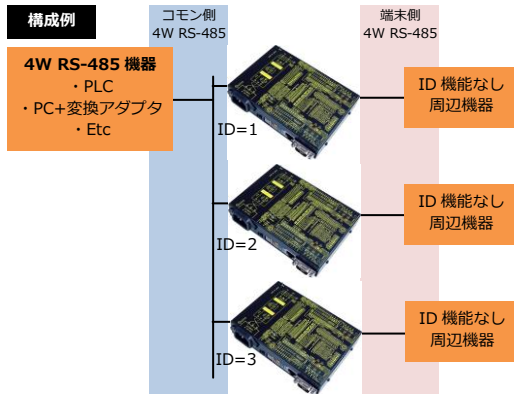 構成例
コモン側
4W RS-485
端末側
4W RS-485
4W RS-485 機器
・PLC
・PC+変換アダプタ
・Etc
ID=1
ID 機能なし
周辺機器
ID=2
ID 機能なし
周辺機器
ID=3
ID 機能なし
周辺機器